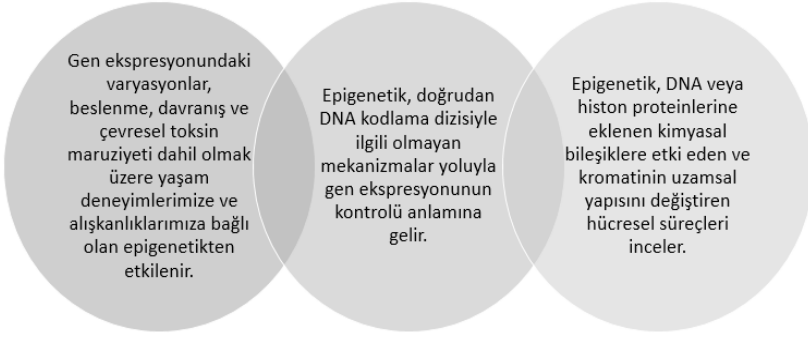 Gen ekspresyonundaki
varyasyonlar,
beslenme, davranış ve
çevresel toksin
maruziyeti dahil olmak
üzere yaşam
deneyimlerimize ve
alışkanlıklarımıza bağlı
olan epigenetikten
etkilenir.
Epigenetik, doğrudan
DNA kodlama dizisiyle
ilgili olmayan
mekanizmalar yoluyla
gen ekspresyonunun
kontrolü anlamına
gelir.
Epigenetik, DNA veya
histon proteinlerine
eklenen kimyasal
bileşiklere etki eden ve
kromatinin uzamsal
yapısını değiştiren
hücresel süreçleri
inceler.